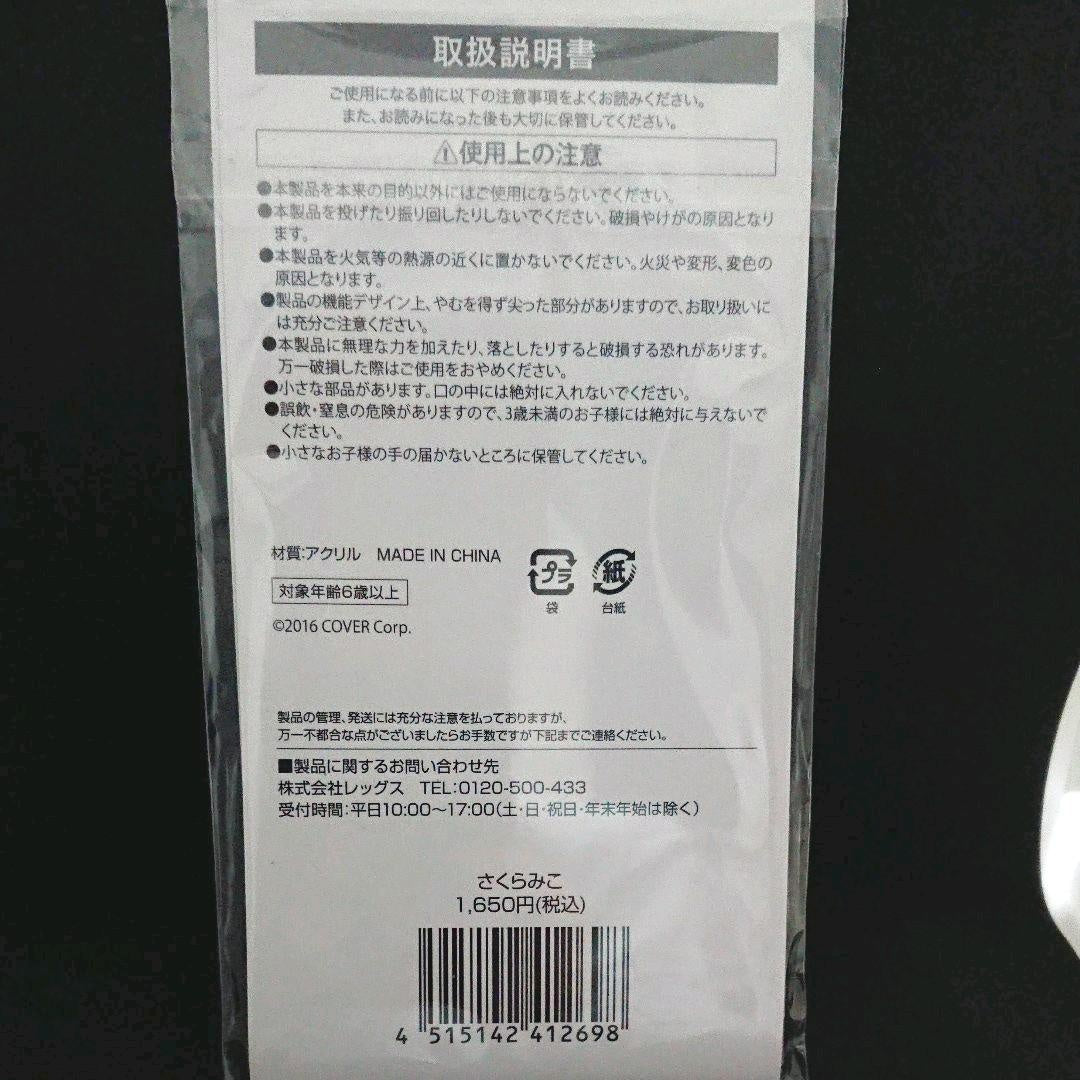 取扱説明書
ご使用になる前に以下の注意事項をよくお読みください。
また、お読みになった後も大切に保管してください。
⚠使用上の注意
●本製品を本来の目的以外にはご使用にならないでください。
●本製品を投げたり振り回したりしないでください。破損やけがの原因となり
ます。
●本製品を火気等の熱源の近くに置かないでください。火災や変形、変色の
原因となります。
●製品の機能デザイン上、やむを得ず尖った部分がありますので、お取り扱いに
は充分ご注意ください。
●本製品に無理な力を加えたり、落としたりすると破損する恐れがあります。
万一破損した際はご使用をおやめください。
●小さな部品があります。口の中には絶対に入れないでください。
●誤飲・窒息の危険がありますので、3歳未満のお子様には絶対に与えないで
ください。
●小さなお子様の手の届かないところに保管してください。
材質:アクリル MADE IN CHINA
プラ 紙
袋 台紙
対象年齢6歳以上
©2016 COVER Corp.
製品の管理、発送には充分な注意を払っておりますが、
万一不都合な点がございましたらお手数ですが下記までご連絡ください。
■製品に関するお問い合わせ先
株式会社レッグス TEL:0120-500-433
受付時間:平日10:00～17:00(土・日・祝日・年末年始は除く)
さくらみこ
1,650円(税込)
4 515142 412698